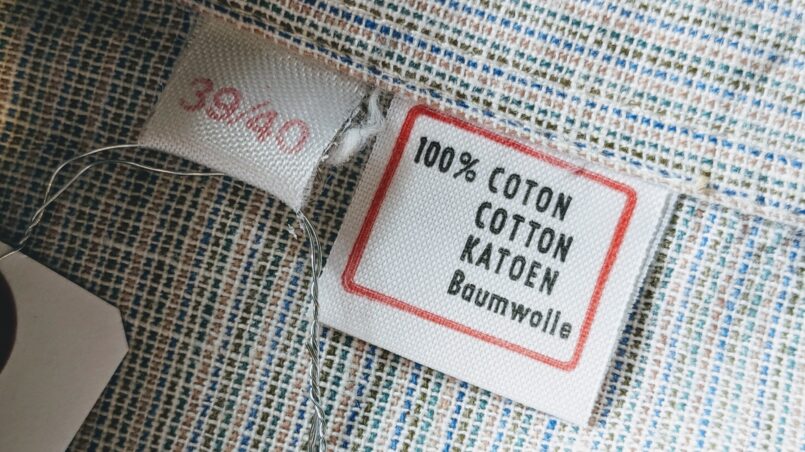 39/40
100% COTON
COTTON
KATOEN
Baumwolle